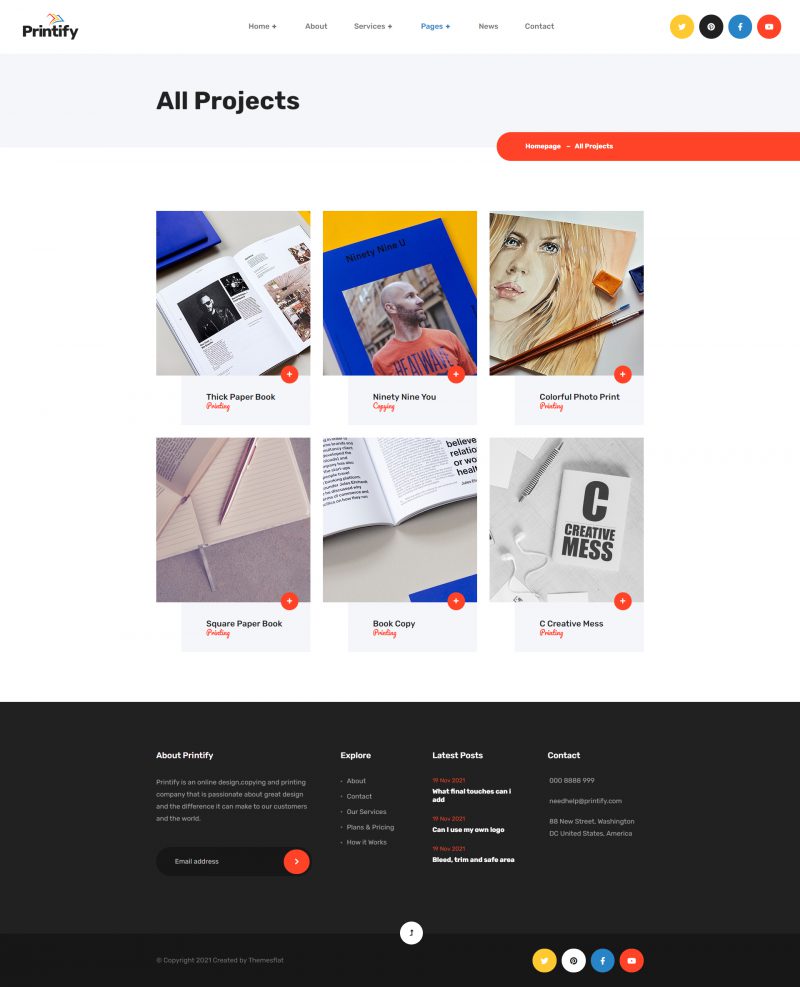 Printify
Home +
About
Services +
Pages +
News
Contact
All Projects
Homepage – All Projects
Ninety Nine U
HEATWAVE
Thick Paper Book
Printing
Ninety Nine You
Copying
Colorful Photo Print
Printing
believe
relatio
or wo
healt
C
CREATIVE
MESS
Square Paper Book
Printing
Book Copy
Printing
C Creative Mess
Printing
About Printify
Printify is an online design,copying and printing
company that is passionate about great design
and the difference it can make to our customers
and the world.
Email address
Explore
About
Contact
Our Services
Plans & Pricing
How it Works
Latest Posts
19 Nov 2021
What final touches can i
add
19 Nov 2021
Can I use my own logo
19 Nov 2021
Bleed, trim and safe area
Contact
000 8888 999
needhelp@printify.com
88 New Street, Washington
DC United States, America
© Copyright 2021 Created by Themesflat